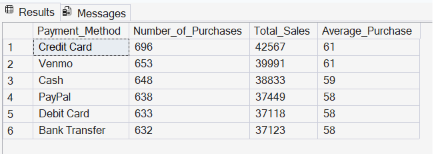 Results Messages
Payment_Method Number_of_Purchases Total_Sales Average_Purchase
1 Credit Card 696 42567 61
2 Venmo 653 39991 61
3 Cash 648 38833 59
4 PayPal 638 37449 58
5 Debit Card 633 37118 58
6 Bank Transfer 632 37123 58